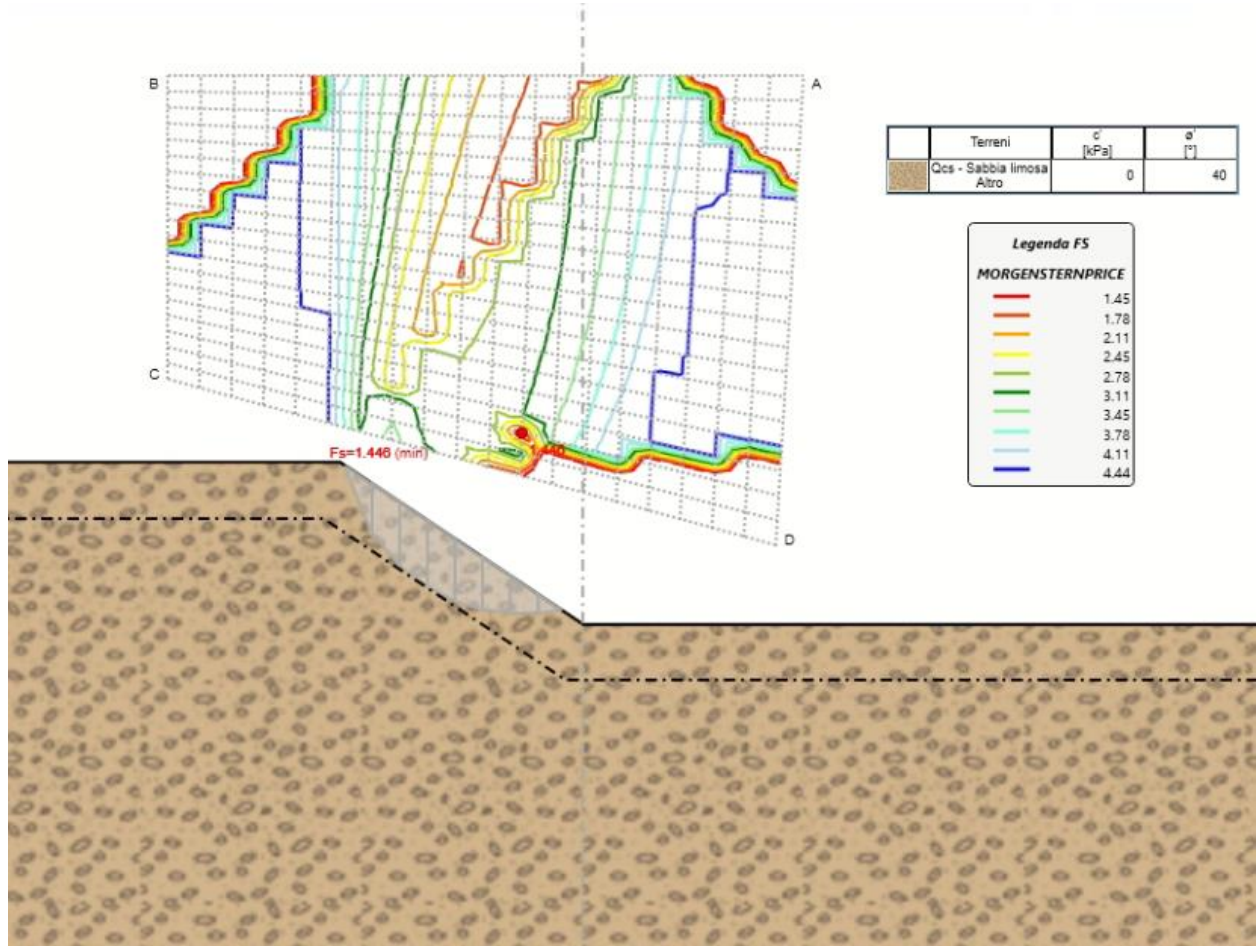 B
A
C
D
Fs=1.446 (min)
Terreni
c'
[kPa]
ø'
[°]
Qcs - Sabbia limosa
Altro
0
40
Legenda FS
MORGENSTERNPRICE
1.45
1.78
2.11
2.45
2.78
3.11
3.45
3.78
4.11
4.44